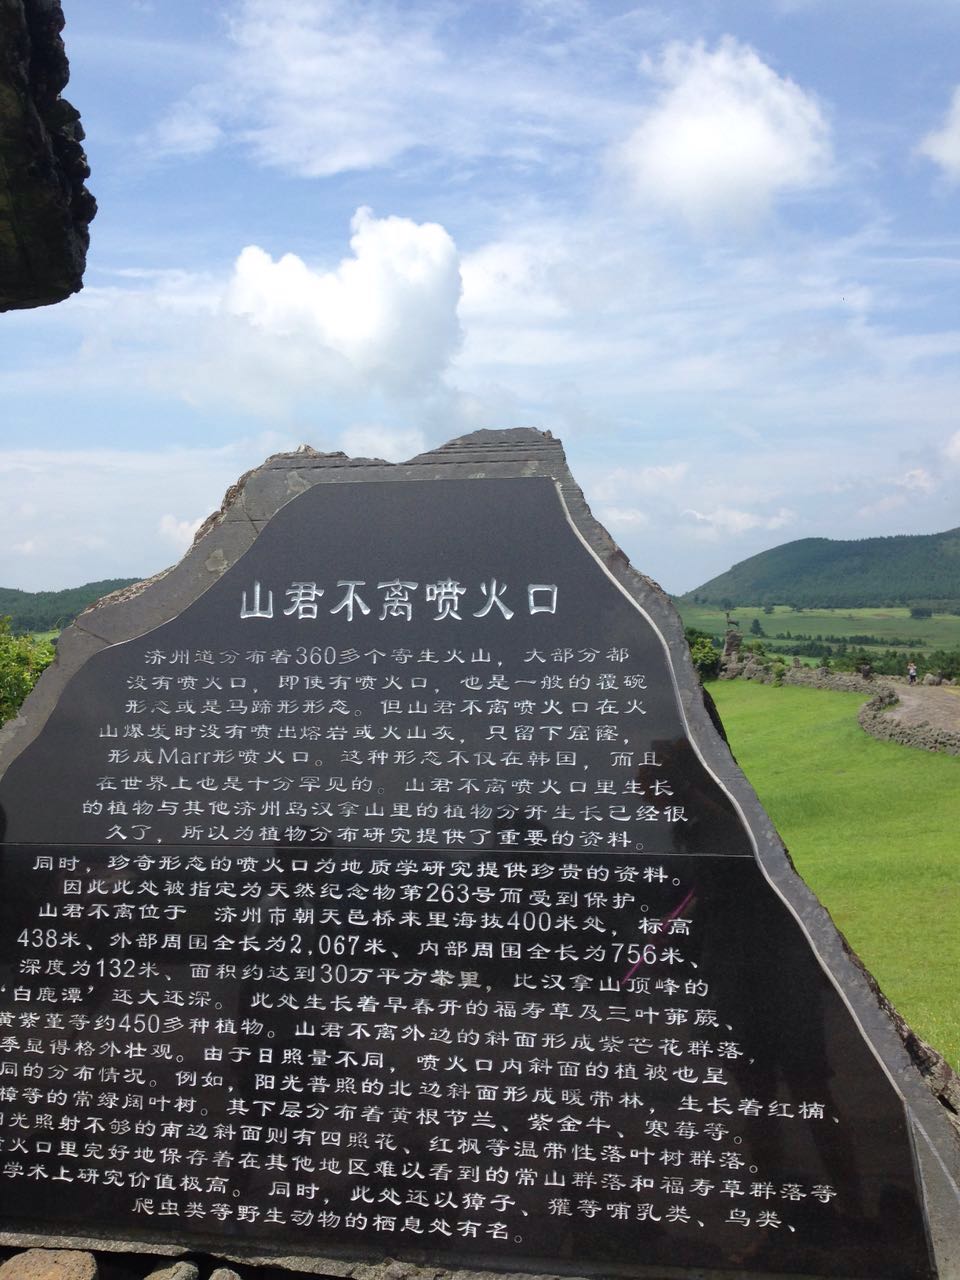 山君不离喷火口
济州道分布着360多个寄生火山，大部分都
没有喷火口，即使有喷火口，也是一般的覆碗
形态或是马蹄形形态。但山君不离喷火口在火
山爆发时没有喷出熔岩或火山灰，只留下窟窿，
形成Marr形喷火口。这种形态不仅在韩国，而且
在世界上也是十分罕见的。山君不离喷火口里生长
的植物与其他济州岛汉拿山里的植物分开生长已经很
久了，所以为植物分布研究提供了重要的资料。
同时，珍奇形态的喷火口为地质学研究提供珍贵的资料。
因此此处被指定为天然纪念物第263号而受到保护。
山君不离位于 济州市朝天邑桥来里海拔400米处，标高
438米、外部周围全长为2,067米、内部周围全长为756米、
深度为132米、面积约达到30万平方米里，比汉拿山顶峰的
'白鹿潭'还大还深。此处生长着早春开的福寿草及三叶茆蕨、
黄紫堇等约450多种植物。山君不离外边的斜面形成紫芒花群落，
季显得格外壮观。由于日照量不同，喷火口内斜面的植被也呈
同的分布情况。例如，阳光普照的北边斜面形成暖带林，生长着红楠、
樟等的常绿阔叶树。其下层分布着黄根节兰、紫金牛、寒莓等。
光照射不够的南边斜面则有四照花、红枫等温带性落叶树群落。
火口里完好地保存着在其他地区难以看到的常山群落和福寿草群落等
学术上研究价值极高。同时，此处还以獐子、獾等哺乳类、鸟类、
爬虫类等野生动物的栖息处有名。